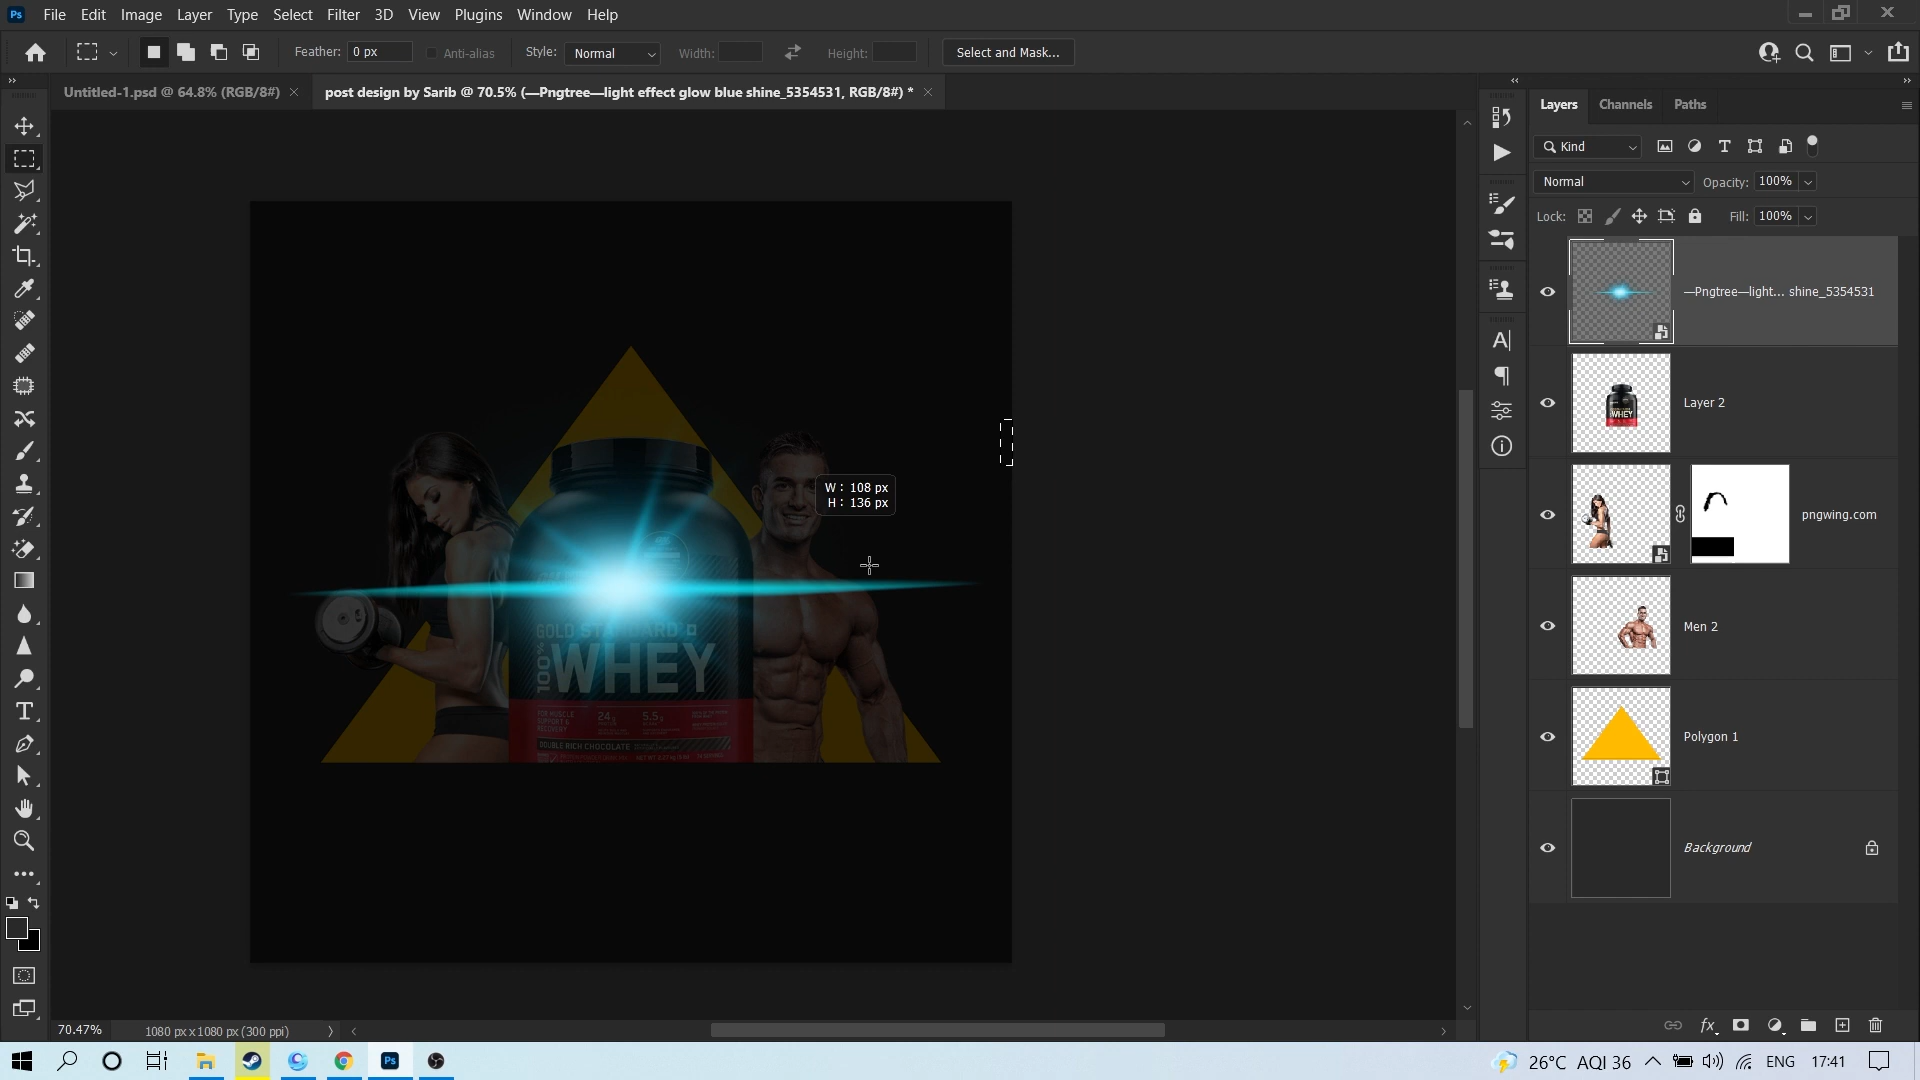 Ps File Edit Image Layer Type Select Filter 3D View Plugins Window Help
Feather: 0 px Anti-alias Style: Normal Width: Height: Select and Mask...
Untitled-1.psd @ 64.8% (RGB/8#) × post design by Sarib @ 70.5% (—Pngtree—light effect glow blue shine_5354531, RGB/8#) * ×
Layers Channels Paths
Kind
Normal Opacity: 100%
Lock: Fill: 100%
—Pngtree—light... shine_5354531
Layer 2
pngwing.com
Men 2
Polygon 1
Background
W : 108 px
H : 136 px
GOLD STANDARD
100% WHEY
FOR MUSCLE
SUPPORT &
RECOVERY
24g
5.5g
DOUBLE RICH CHOCOLATE
70.47% 1080 px x 1080 px (300 ppi)
Ps 26°C AQI 36 ENG 17:41